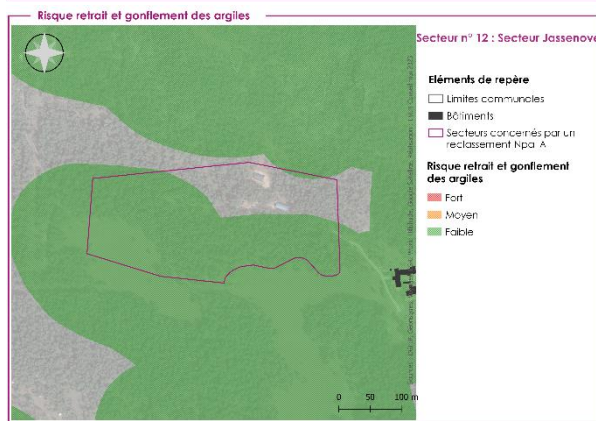 Risque retrait et gonflement des argiles
Secteur n° 12 : Secteur Jassenove
Eléments de repère
Limites communales
Bâtiments
Secteurs concernés par un
reclassement Npa A
Risque retrait et gonflement
des argiles
Fort
Moyen
Faible
0 50 100 m